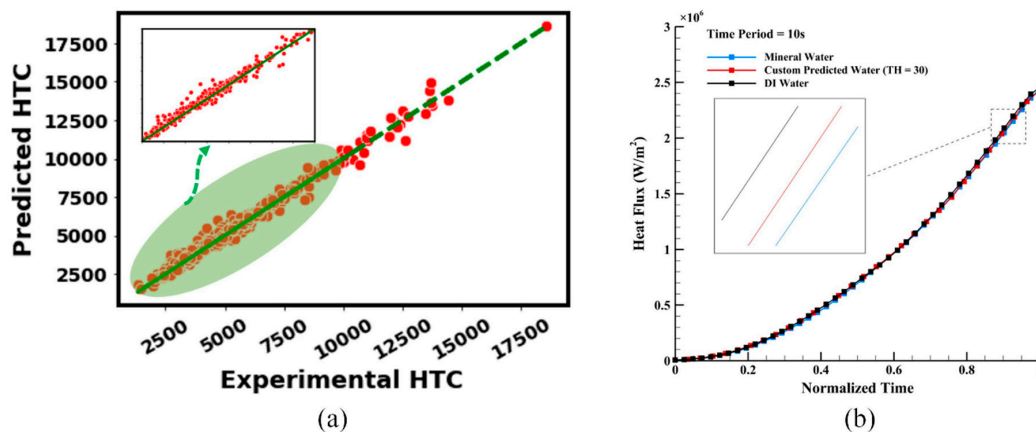 17500
15000
12500
10000
7500
5000
2500
Predicted HTC
2500
5000
7500
10000
12500
15000
17500
Experimental HTC
(a)
×10⁶
3
2.5
2
1.5
1
0.5
0
Heat Flux (W/m²)
Time Period = 10s
Mineral Water
Custom Predicted Water (TH = 30)
DI Water
0
0.2
0.4
0.6
0.8
Normalized Time
(b)